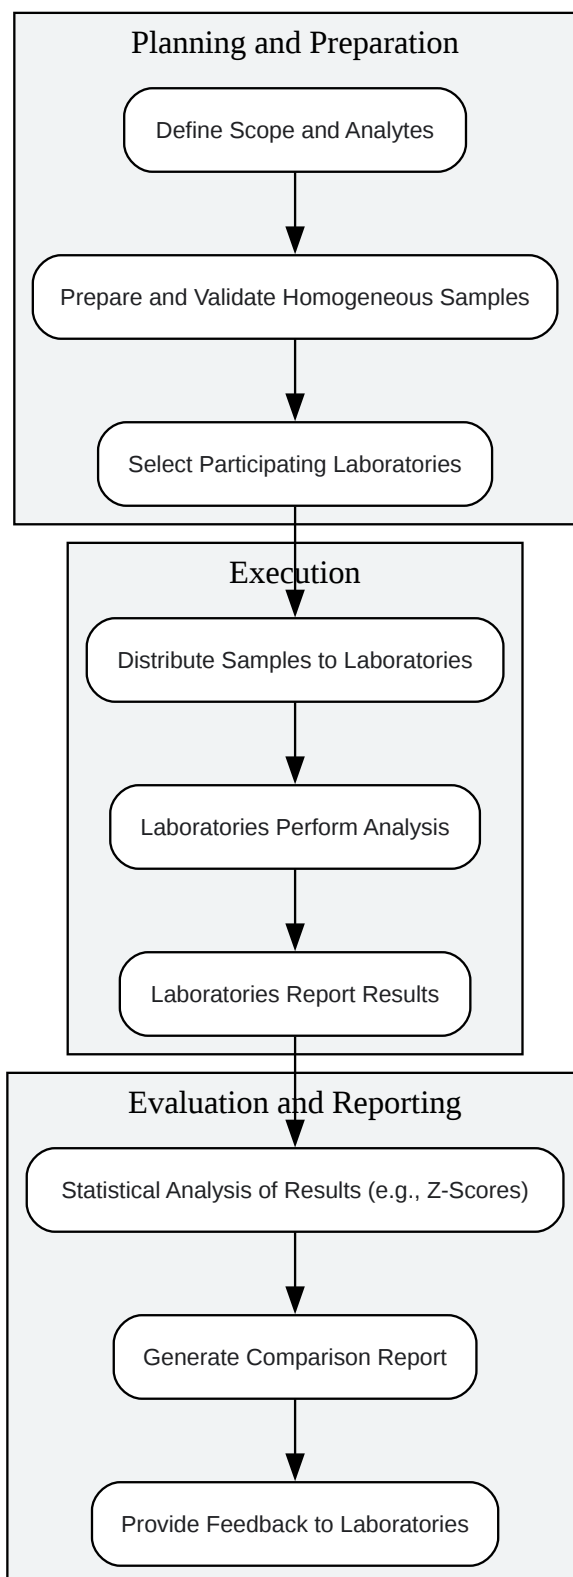 Planning and Preparation
Define Scope and Analytes
Prepare and Validate Homogeneous Samples
Select Participating Laboratories
Execution
Distribute Samples to Laboratories
Laboratories Perform Analysis
Laboratories Report Results
Evaluation and Reporting
Statistical Analysis of Results (e.g., Z-Scores)
Generate Comparison Report
Provide Feedback to Laboratories